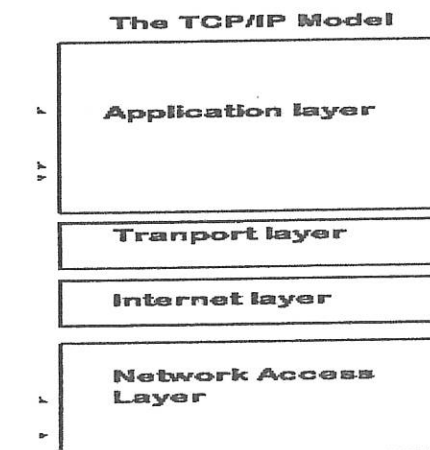 The TCP/IP Model
Application layer
Tranport layer
Internet layer
Network Access
Layer